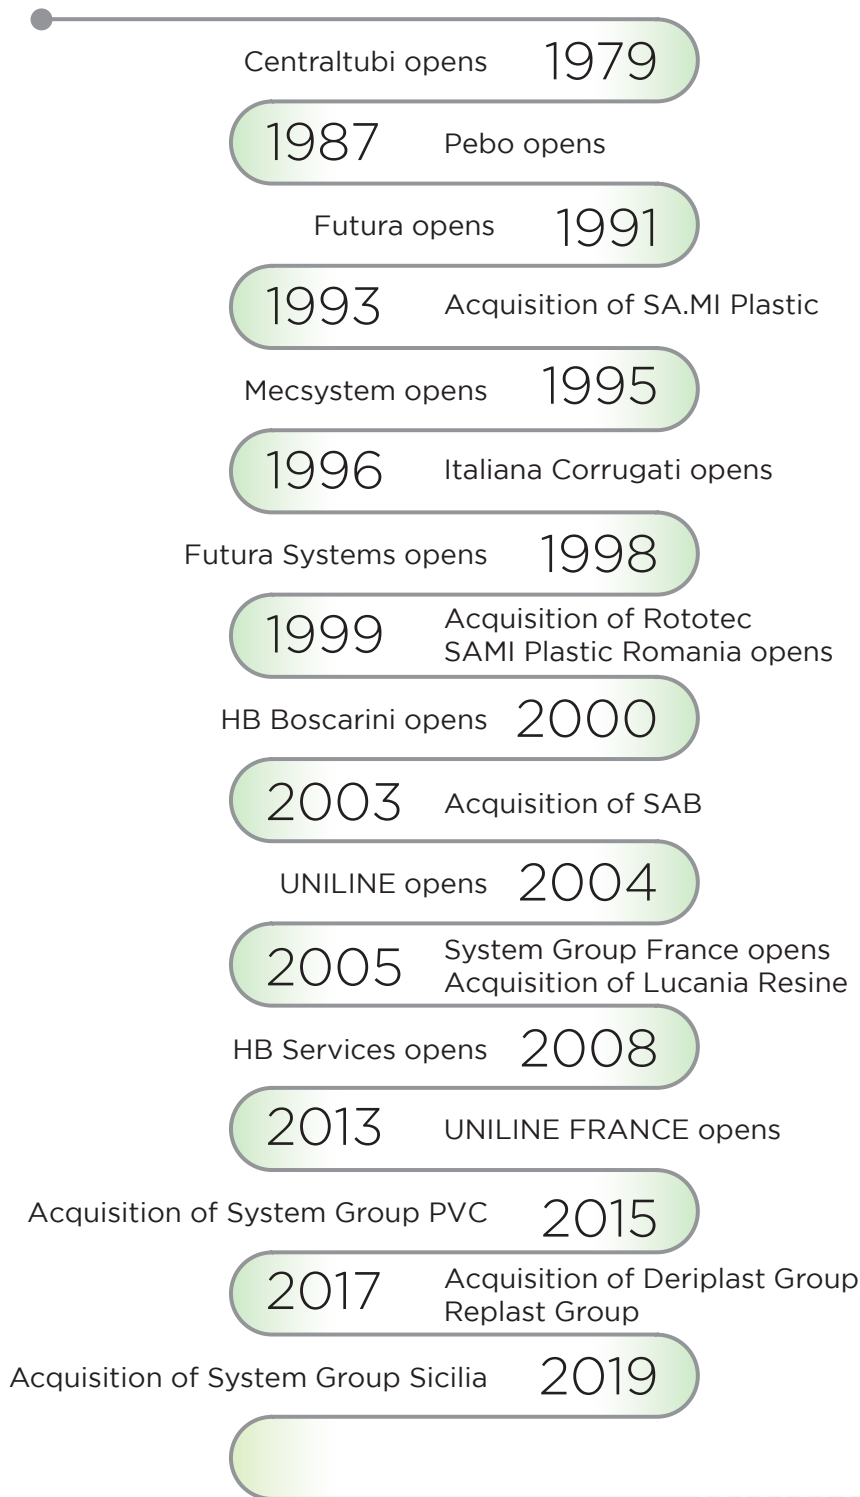 Centraltubi opens 1979
1987 Pebo opens
Futura opens 1991
1993 Acquisition of SA.MI Plastic
Mecsystem opens 1995
1996 Italiana Corrugati opens
Futura Systems opens 1998
1999 Acquisition of Rototec
SAMI Plastic Romania opens
HB Boscarini opens 2000
2003 Acquisition of SAB
UNILINE opens 2004
2005 System Group France opens
Acquisition of Lucania Resine
HB Services opens 2008
2013 UNILINE FRANCE opens
Acquisition of System Group PVC 2015
2017 Acquisition of Deriplast Group
Replast Group
Acquisition of System Group Sicilia 2019